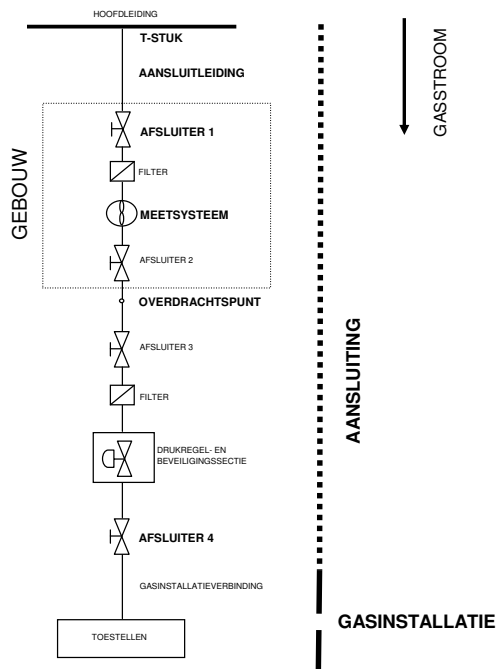 HOOFDLEIDING
T-STUK
AANSLUITLEIDING
GEBOUW
AFSLUITER 1
FILTER
MEETSYSTEEM
AFSLUITER 2
OVERDRACHTSPUNT
AFSLUITER 3
FILTER
DRUKREGEL- EN
BEVEILIGINGSSECTIE
AFSLUITER 4
GASINSTALLATIEVERBINDING
TOESTELLEN
GASSTROOM
AANSLUITING
GASINSTALLATIE